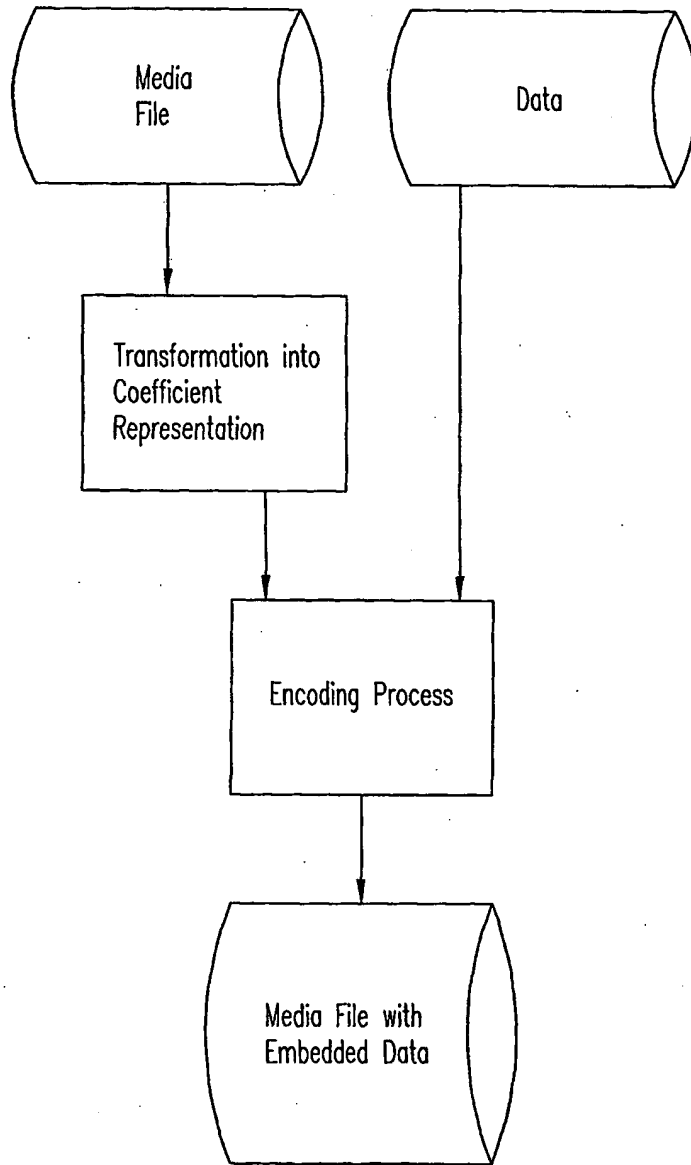 Media
File
Data
Transformation into
Coefficient
Representation
Encoding Process
Media File with
Embedded Data